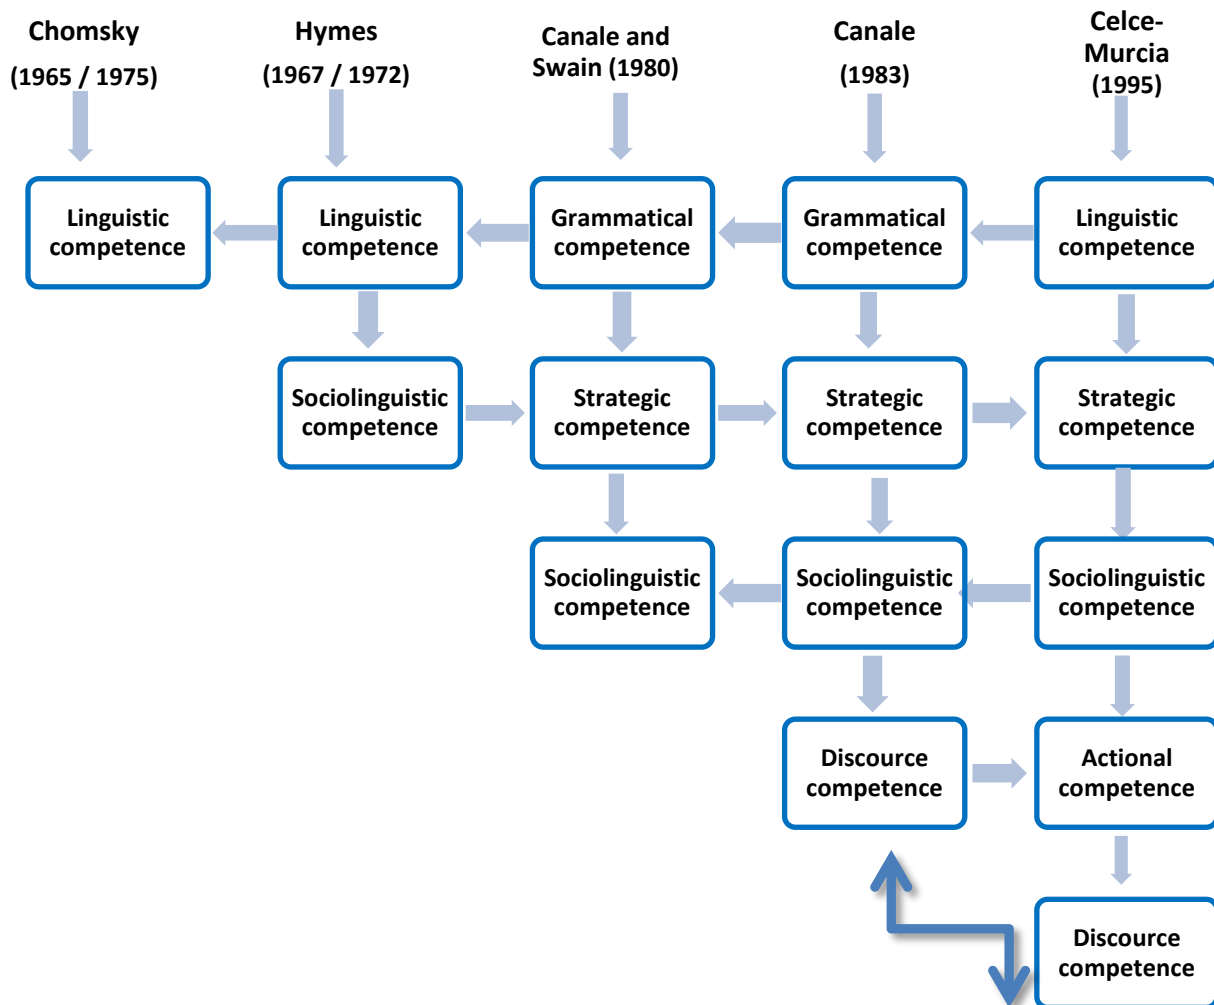 Chomsky
(1965 / 1975)
Hymes
(1967 / 1972)
Canale and
Swain (1980)
Canale
(1983)
Celce-
Murcia
(1995)
Linguistic
competence
Linguistic
competence
Grammatical
competence
Grammatical
competence
Linguistic
competence
Sociolinguistic
competence
Strategic
competence
Strategic
competence
Strategic
competence
Sociolinguistic
competence
Sociolinguistic
competence
Sociolinguistic
competence
Discource
competence
Actional
competence
Discource
competence